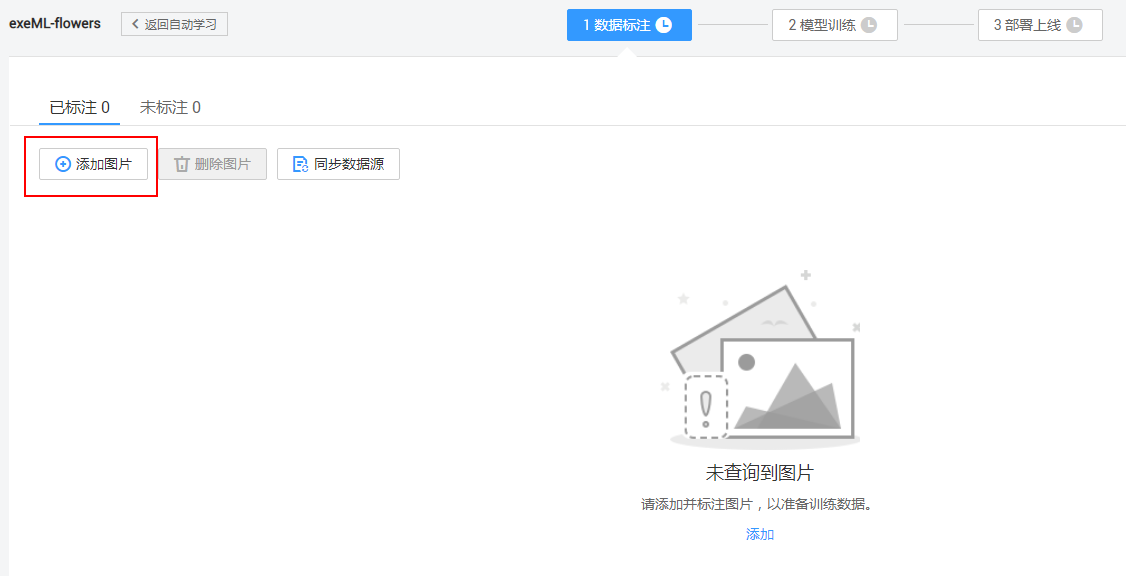 exeML-flowers 返回自动学习 1 数据标注 2 模型训练 3 部署上线
已标注 0 未标注 0
添加图片 删除图片 同步数据源
未查询到图片
请添加并标注图片，以准备训练数据。
添加